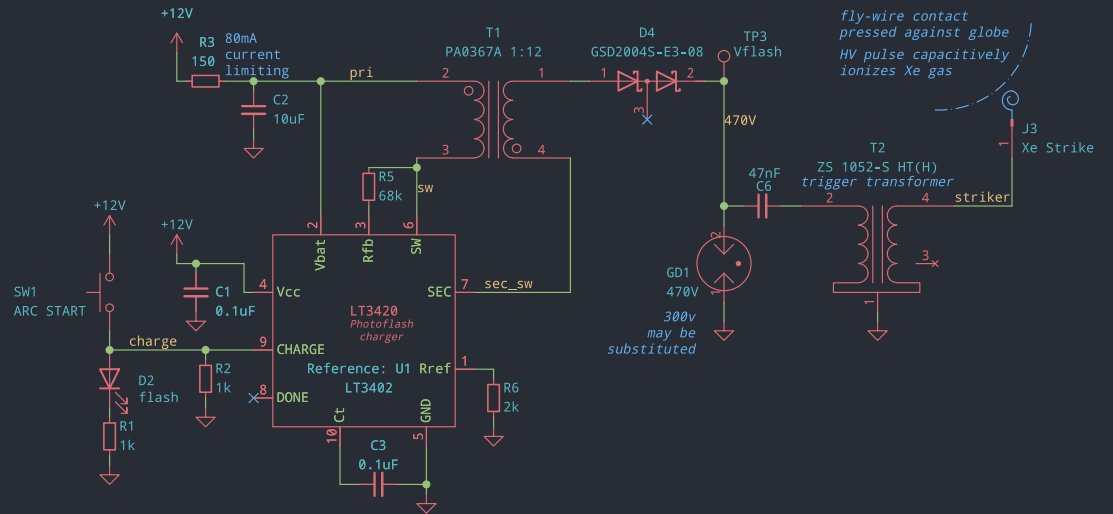 +12V
R3
150
80mA
current
limiting
C2
10uF
pri
T1
PA0367A 1:12
2
1
3
4
D4
GSD2004S-E3-08
1
2
3
TP3
Vflash
470V
fly-wire contact
pressed against globe
HV pulse capacitively
ionizes Xe gas
J3
Xe Strike
1
T2
ZS 1052-S HT(H)
trigger transformer
2
4
3
1
striker
47nF
C6
R5
68k
sw
+12V
SW1
ARC START
+12V
C1
0.1uF
2
3
6
Vbat
Rfb
SW
4
Vcc
SEC
7
sec_sw
LT3420
Photoflash
charger
Reference: U1
LT3402
GD1
470V
2
1
300v
may be
substituted
charge
9
CHARGE
Rref
1
8
DONE
Ct
GND
10
5
R2
1k
D2
flash
R1
1k
R6
2k
C3
0.1uF